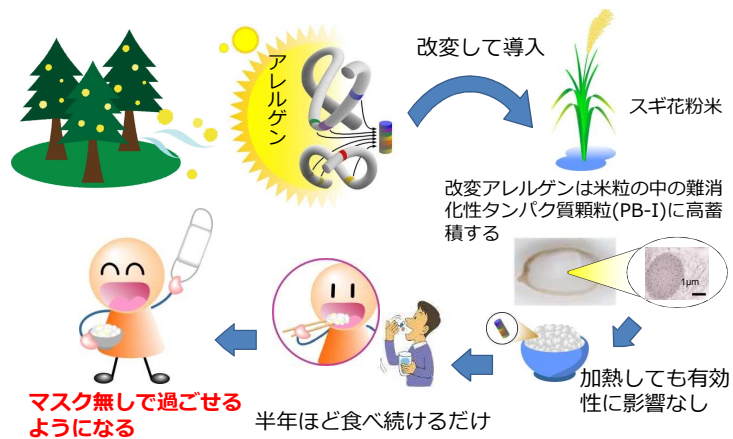 アレルゲン
改変して導入
スギ花粉米
改変アレルゲンは米粒の中の難消
化性タンパク質顆粒(PB-I)に高蓄
積する
1μm
加熱しても有効
性に影響なし
半年ほど食べ続けるだけ
マスク無しで過ごせる
ようになる